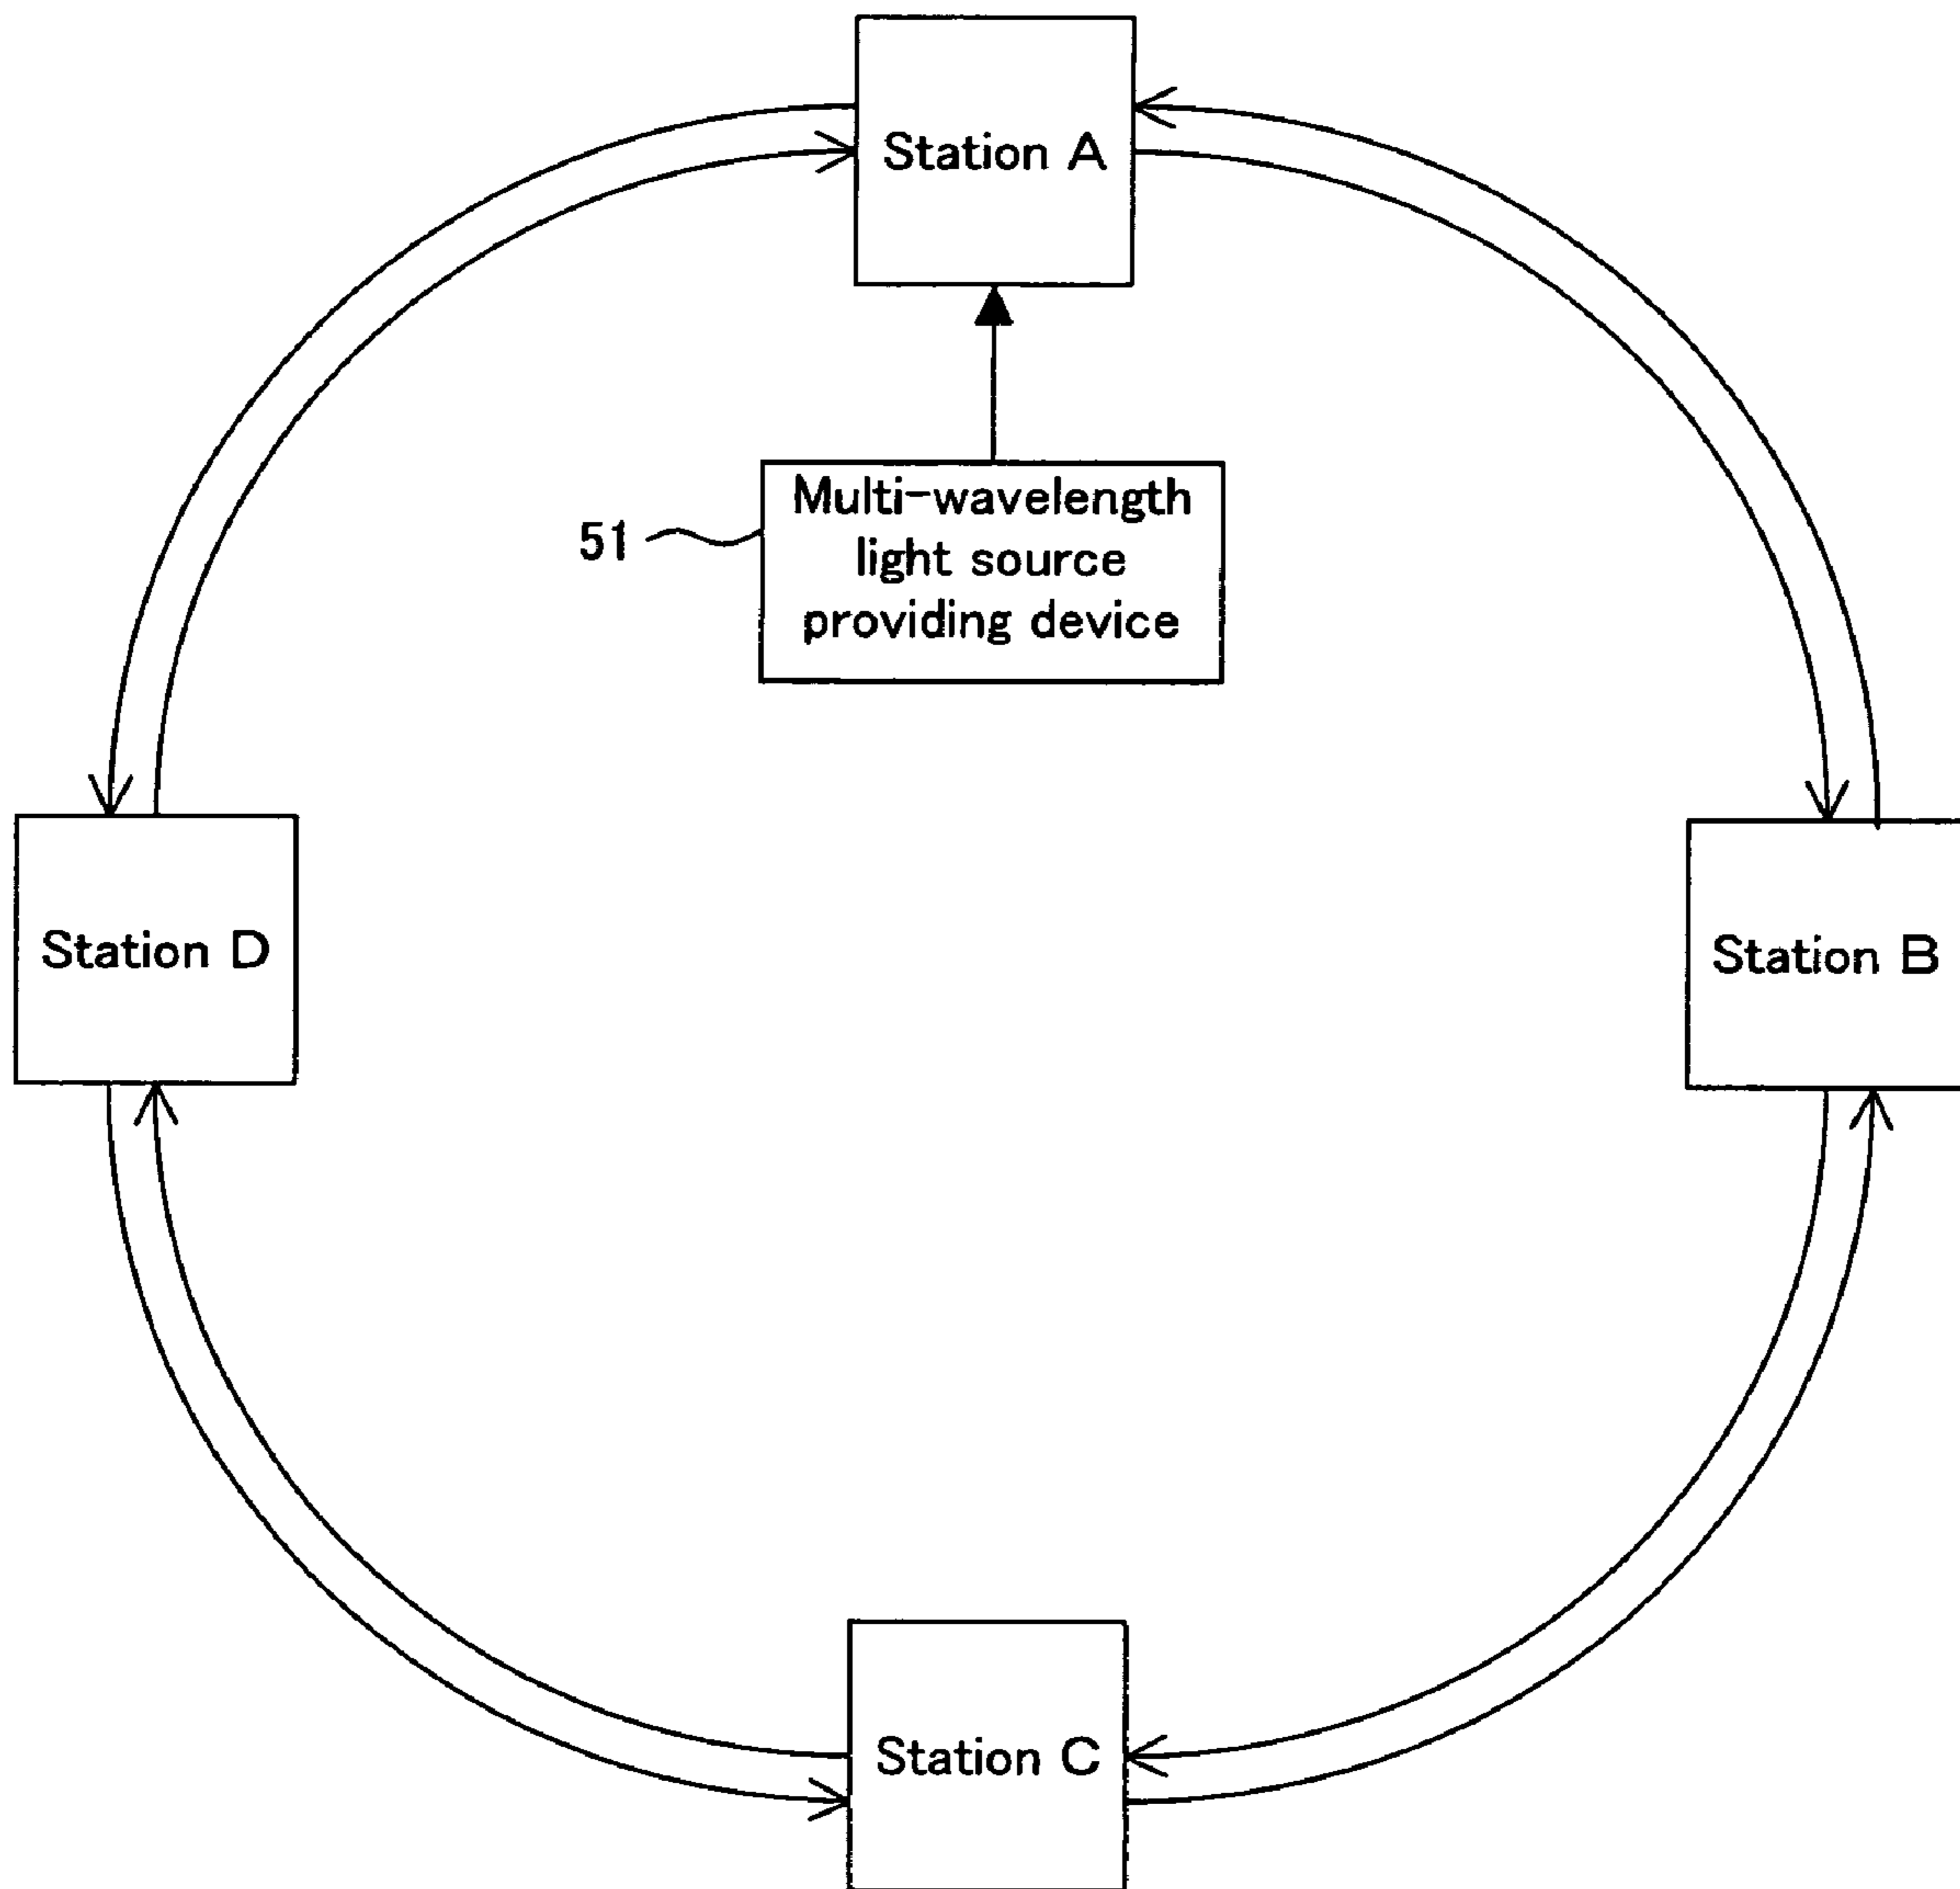 Station A
Multi-wavelength
light source
providing device
51
Station D
Station B
Station C